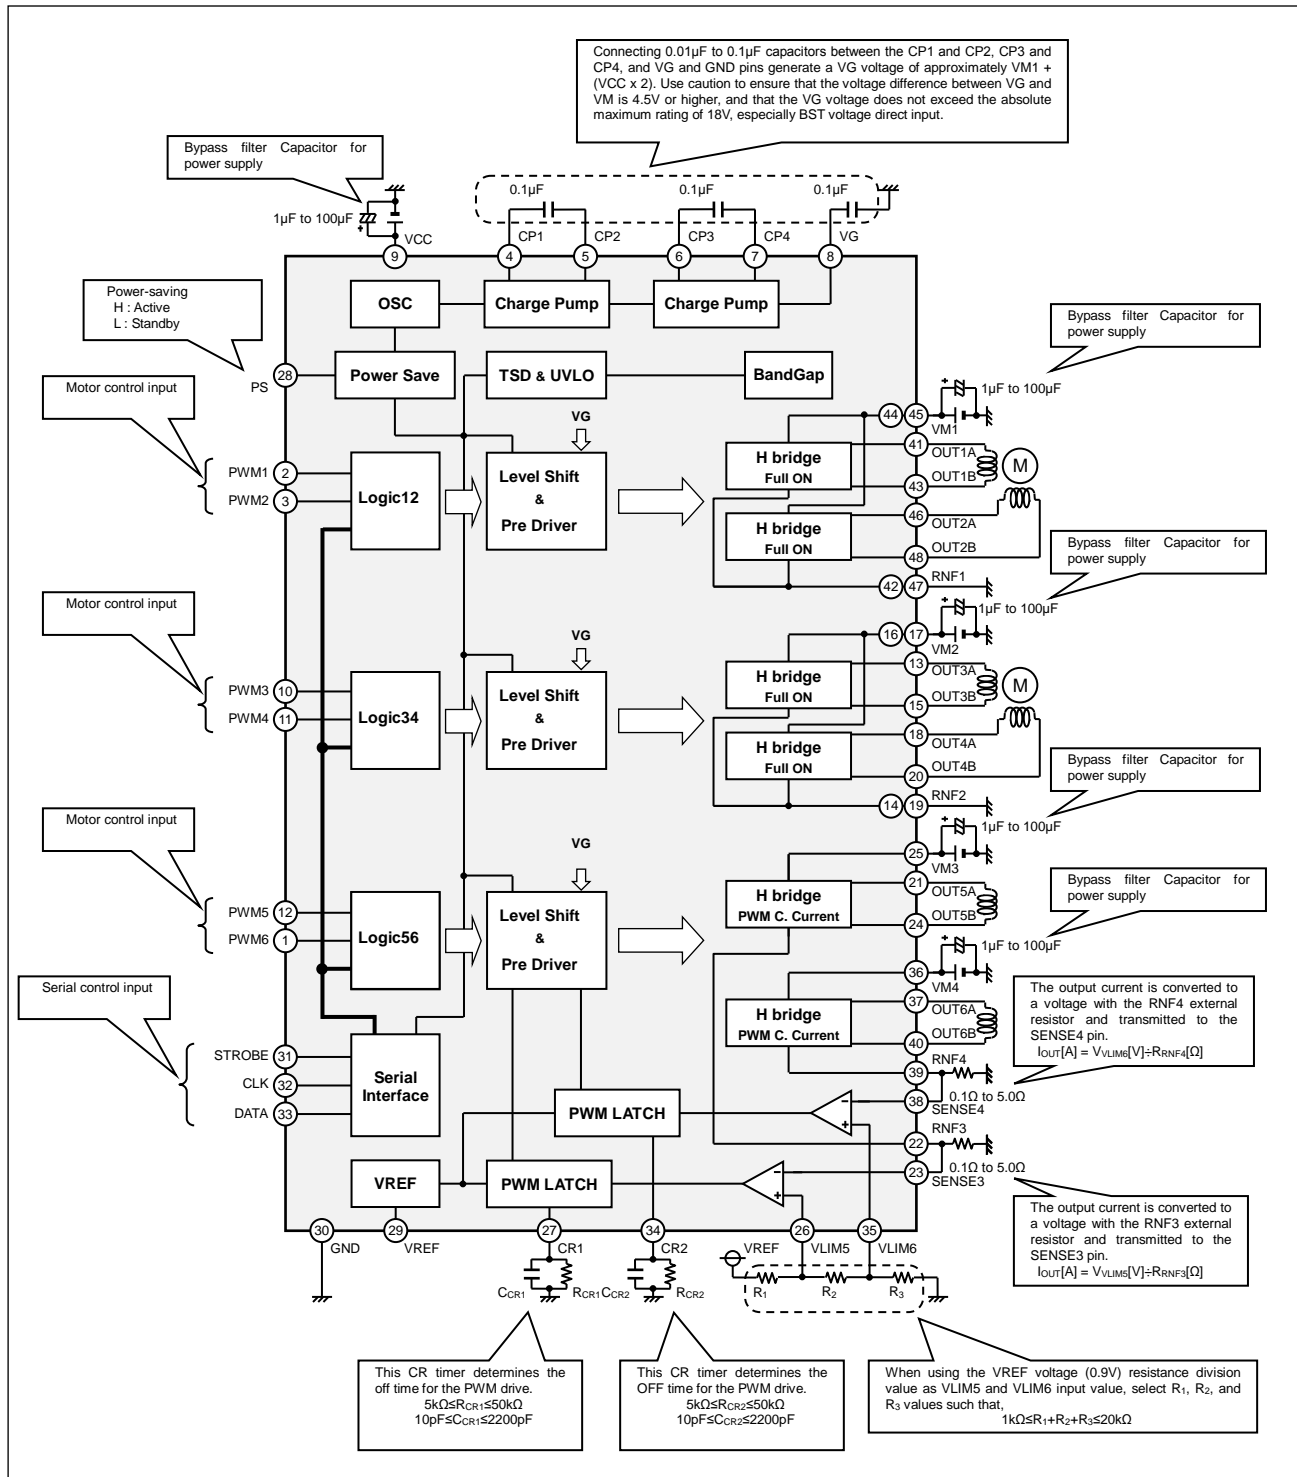 Connecting 0.01µF to 0.1µF capacitors between the CP1 and CP2, CP3 and
CP4, and VG and GND pins generate a VG voltage of approximately VM1 +
(VCC x 2). Use caution to ensure that the voltage difference between VG and
VM is 4.5V or higher, and that the VG voltage does not exceed the absolute
maximum rating of 18V, especially BST voltage direct input.
Bypass filter Capacitor for
power supply
1µF to 100µF
+
VCC
9
0.1µF
0.1µF
0.1µF
CP1
CP2
CP3
CP4
VG
4
5
6
7
8
OSC
Charge Pump
Charge Pump
Power-saving
H : Active
L : Standby
PS
28
Power Save
TSD & UVLO
BandGap
Bypass filter Capacitor for
power supply
Motor control input
PWM1
2
PWM2
3
Logic12
VG
Level Shift
&
Pre Driver
H bridge
Full ON
H bridge
Full ON
44
45
+
1µF to 100µF
VM1
41
OUT1A
OUT1B
43
M
46
OUT2A
OUT2B
48
42
47
RNF1
Bypass filter Capacitor for
power supply
Motor control input
PWM3
10
PWM4
11
Logic34
VG
Level Shift
&
Pre Driver
H bridge
Full ON
H bridge
Full ON
+
1µF to 100µF
16
17
VM2
13
OUT3A
OUT3B
15
M
18
OUT4A
OUT4B
20
14
19
RNF2
Bypass filter Capacitor for
power supply
Motor control input
PWM5
12
PWM6
1
Logic56
VG
Level Shift
&
Pre Driver
H bridge
PWM C. Current
H bridge
PWM C. Current
+
1µF to 100µF
25
VM3
21
OUT5A
OUT5B
24
Bypass filter Capacitor for
power supply
+
1µF to 100µF
36
VM4
37
OUT6A
OUT6B
40
RNF4
39
0.1Ω to 5.0Ω
38
SENSE4
The output current is converted to
a voltage with the RNF4 external
resistor and transmitted to the
SENSE4 pin.
IOUT[A] = VVLIM6[V]÷RRNF4[Ω]
Serial control input
STROBE
31
CLK
32
DATA
33
Serial
Interface
PWM LATCH
−
+
RNF3
22
0.1Ω to 5.0Ω
23
SENSE3
VREF
PWM LATCH
−
+
The output current is converted to
a voltage with the RNF3 external
resistor and transmitted to the
SENSE3 pin.
IOUT[A] = VVLIM5[V]÷RRNF3[Ω]
30
29
27
34
26
35
GND
VREF
CR1
CR2
VREF
VLIM5
VLIM6
CCR1
RCR1
CCR2
RCR2
R1
R2
R3
This CR timer determines the
off time for the PWM drive.
5kΩ≤RCR1≤50kΩ
10pF≤CCR1≤2200pF
This CR timer determines the
OFF time for the PWM drive.
5kΩ≤RCR2≤50kΩ
10pF≤CCR2≤2200pF
When using the VREF voltage (0.9V) resistance division
value as VLIM5 and VLIM6 input value, select R1, R2, and
R3 values such that,
1kΩ≤R1+R2+R3≤20kΩ